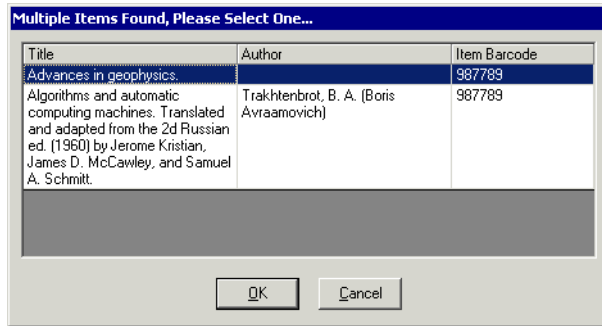 Multiple Items Found, Please Select One...
Title Author Item Barcode
Advances in geophysics. 987789
Algorithms and automatic Trakhtenbrot, B. A. (Boris 987789
computing machines. Translated Avraamovich)
and adapted from the 2d Russian
ed. (1960) by Jerome Kristian,
James D. McCawley, and Samuel
A. Schmitt.
OK Cancel